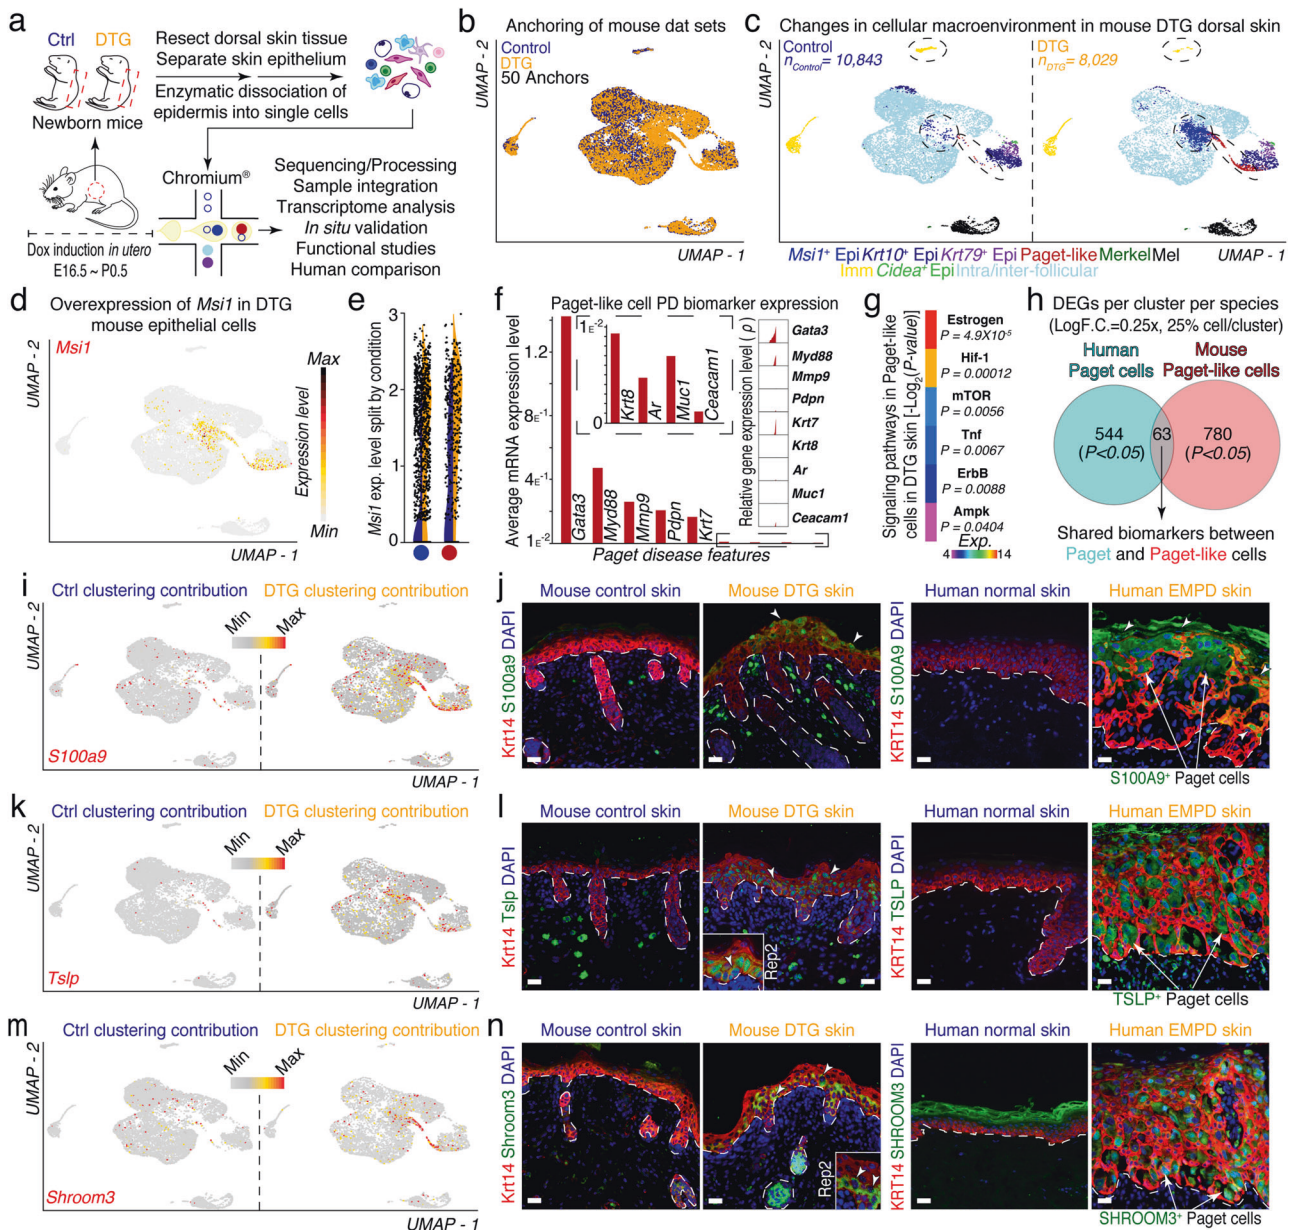 a
Ctrl
DTG
Newborn mice
Resect dorsal skin tissue
Separate skin epithelium
Enzymatic dissociation of
epidermis into single cells
Chromium®
Sequencing/Processing
Sample integration
Transcriptome analysis
In situ validation
Functional studies
Human comparison
Dox induction in utero
E16.5 ~ P0.5
b
Anchoring of mouse dat sets
Control
DTG
50 Anchors
UMAP - 2
UMAP - 1
c
Changes in cellular macroenvironment in mouse DTG dorsal skin
Control
nControl= 10,843
DTG
nDTG= 8,029
UMAP - 2
UMAP - 1
Msi1+ Epi Krt10+ Epi Krt79+ Epi Paget-like Merkel Mel
Imm Cidea+ Epi Intra/inter-follicular
d
Overexpression of Msi1 in DTG
mouse epithelial cells
Msi1
UMAP - 2
UMAP - 1
Max
Expression level
Min
e
Msi1 exp. level split by condition
3
2
1
0
f
Paget-like cell PD biomarker expression
Average mRNA expression level
1.2
8E-1
4E-1
1E-2
Gata3
Myd88
Mmp9
Pdpn
Krt7
Paget disease features
1E-2
0
Krt8
Ar
Muc1
Ceacam1
Relative gene expression level (ρ)
Gata3
Myd88
Mmp9
Pdpn
Krt7
Krt8
Ar
Muc1
Ceacam1
g
Signaling pathways in Paget-like
cells in DTG skin [-Log2(P-value)]
Estrogen
P = 4.9X10-5
Hif-1
P = 0.00012
mTOR
P = 0.0056
Tnf
P = 0.0067
ErbB
P = 0.0088
Ampk
P = 0.0404
Exp.
4
14
h
DEGs per cluster per species
(LogF.C.=0.25x, 25% cell/cluster)
Human
Paget cells
Mouse
Paget-like cells
544
(P<0.05)
63
780
(P<0.05)
Shared biomarkers between
Paget and Paget-like cells
i
Ctrl clustering contribution
DTG clustering contribution
Min
Max
UMAP - 2
S100a9
UMAP - 1
j
Mouse control skin
Mouse DTG skin
Human normal skin
Human EMPD skin
Krt14 S100a9 DAPI
KRT14 S100A9 DAPI
S100A9+ Paget cells
k
Ctrl clustering contribution
DTG clustering contribution
Min
Max
UMAP - 2
Tslp
UMAP - 1
l
Mouse control skin
Mouse DTG skin
Human normal skin
Human EMPD skin
Krt14 Tslp DAPI
Rep2
KRT14 TSLP DAPI
TSLP+ Paget cells
m
Ctrl clustering contribution
DTG clustering contribution
Min
Max
UMAP - 2
Shroom3
UMAP - 1
n
Mouse control skin
Mouse DTG skin
Human normal skin
Human EMPD skin
Krt14 Shroom3 DAPI
Rep2
KRT14 SHROOM3 DAPI
SHROOM3+ Paget cells